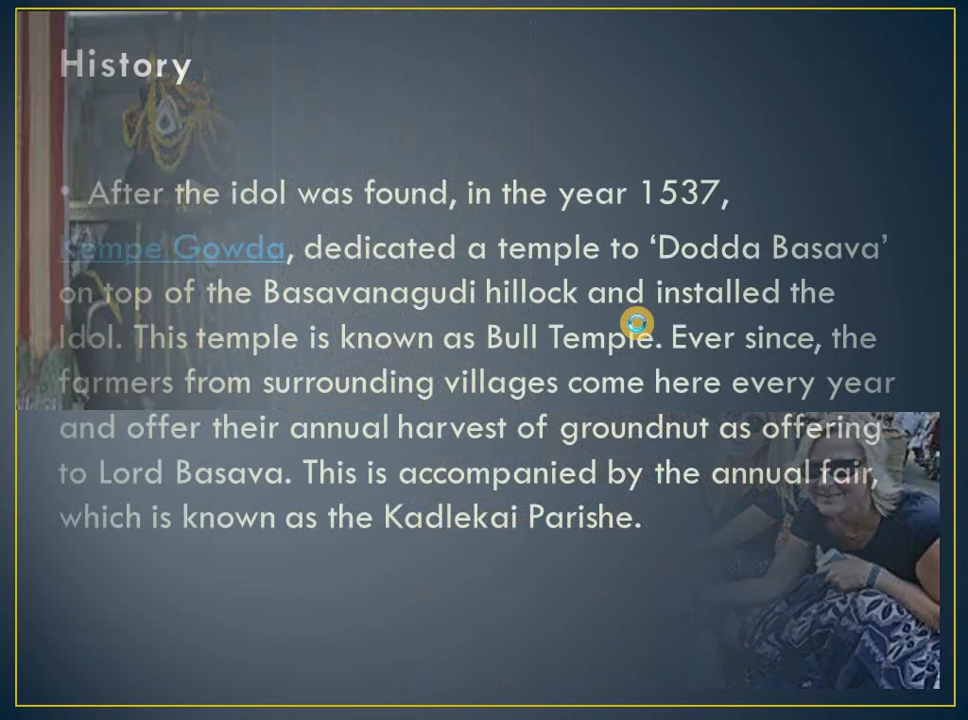 History
• After the idol was found, in the year 1537,
Kempe Gowda, dedicated a temple to ‘Dodda Basava’
on top of the Basavanagudi hillock and installed the
Idol. This temple is known as Bull Temple. Ever since, the
farmers from surrounding villages come here every year
and offer their annual harvest of groundnut as offering
to Lord Basava. This is accompanied by the annual fair,
which is known as the Kadlekai Parishe.